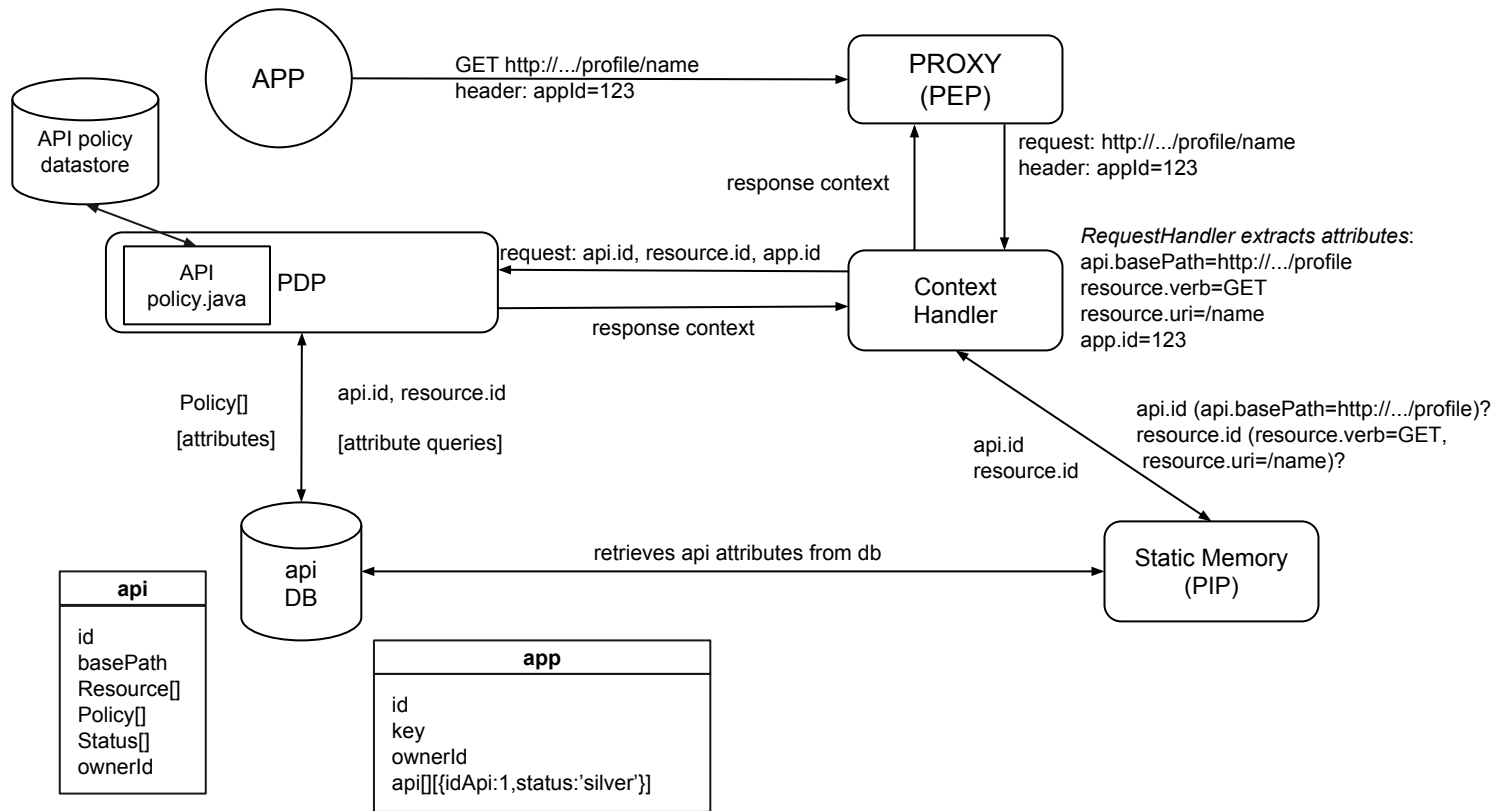 APP
GET http://.../profile/name
header: appId=123
PROXY
(PEP)
API policy
datastore
request: http://.../profile/name
header: appId=123
response context
RequestHandler extracts attributes:
api.basePath=http://.../profile
resource.verb=GET
resource.uri=/name
app.id=123
request: api.id, resource.id, app.id
API
policy.java
PDP
Context
Handler
response context
Policy[]
[attributes]
api.id, resource.id
[attribute queries]
api.id
resource.id
api.id (api.basePath=http://.../profile)?
resource.id (resource.verb=GET,
resource.uri=/name)?
api
DB
retrieves api attributes from db
Static Memory
(PIP)
api
id
basePath
Resource[]
Policy[]
Status[]
ownerId
app
id
key
ownerId
api[][{idApi:1,status:’silver’}]